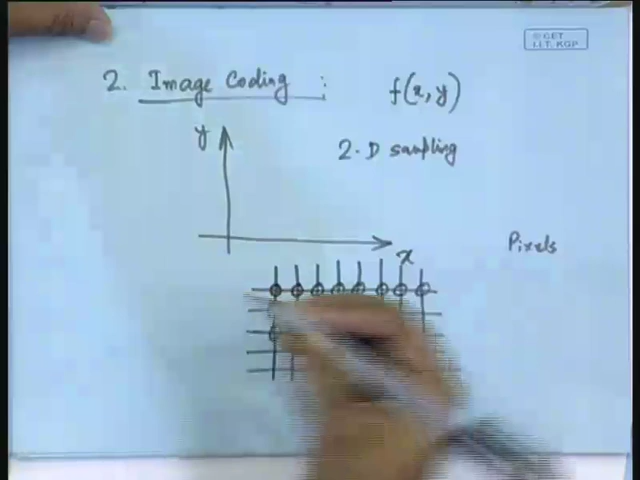 © CET
I.I.T. KGP
2. Image Coding : f(x, y)
y
2-D sampling
x
Pixels